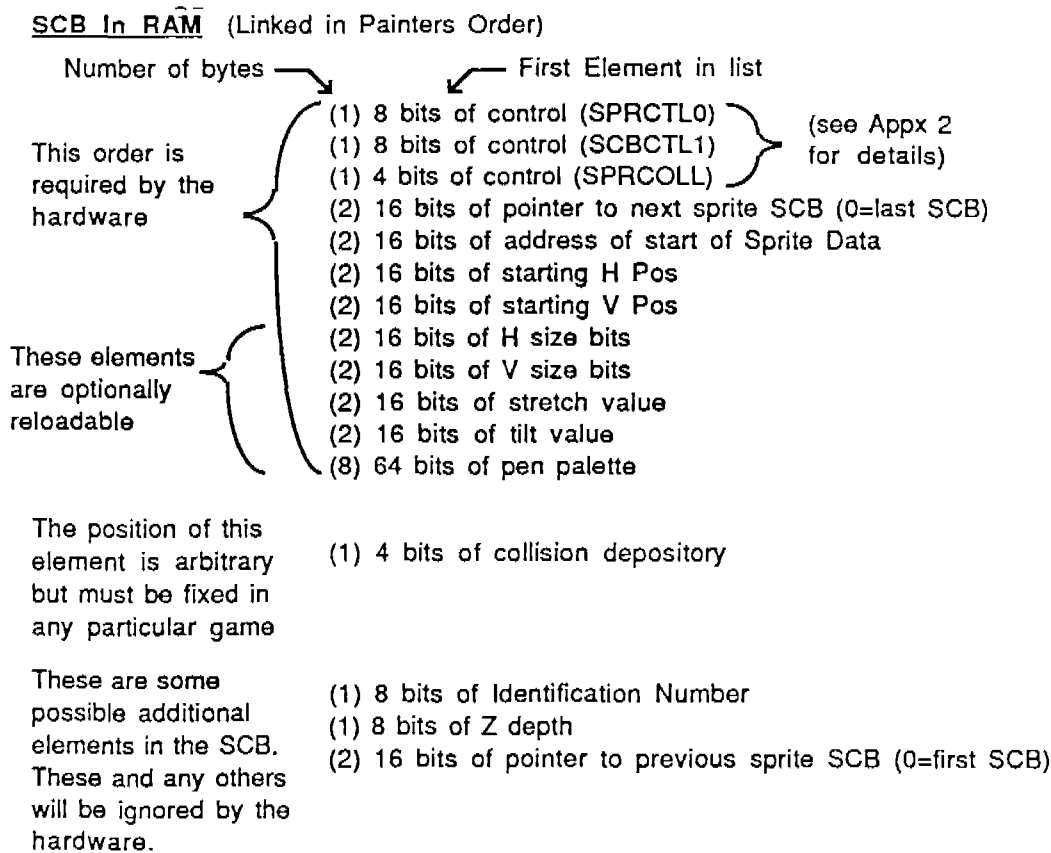 SCB In RAM (Linked in Painters Order)
Number of bytes
First Element in list
This order is
required by the
hardware
(1) 8 bits of control (SPRCTL0)
(1) 8 bits of control (SCBCTL1)
(1) 4 bits of control (SPRCOLL)
(see Appx 2
for details)
(2) 16 bits of pointer to next sprite SCB (0=last SCB)
(2) 16 bits of address of start of Sprite Data
(2) 16 bits of starting H Pos
(2) 16 bits of starting V Pos
These elements
are optionally
reloadable
(2) 16 bits of H size bits
(2) 16 bits of V size bits
(2) 16 bits of stretch value
(2) 16 bits of tilt value
(8) 64 bits of pen palette
The position of this
element is arbitrary
but must be fixed in
any particular game
(1) 4 bits of collision depository
These are some
possible additional
elements in the SCB.
These and any others
will be ignored by the
hardware.
(1) 8 bits of Identification Number
(1) 8 bits of Z depth
(2) 16 bits of pointer to previous sprite SCB (0=first SCB)